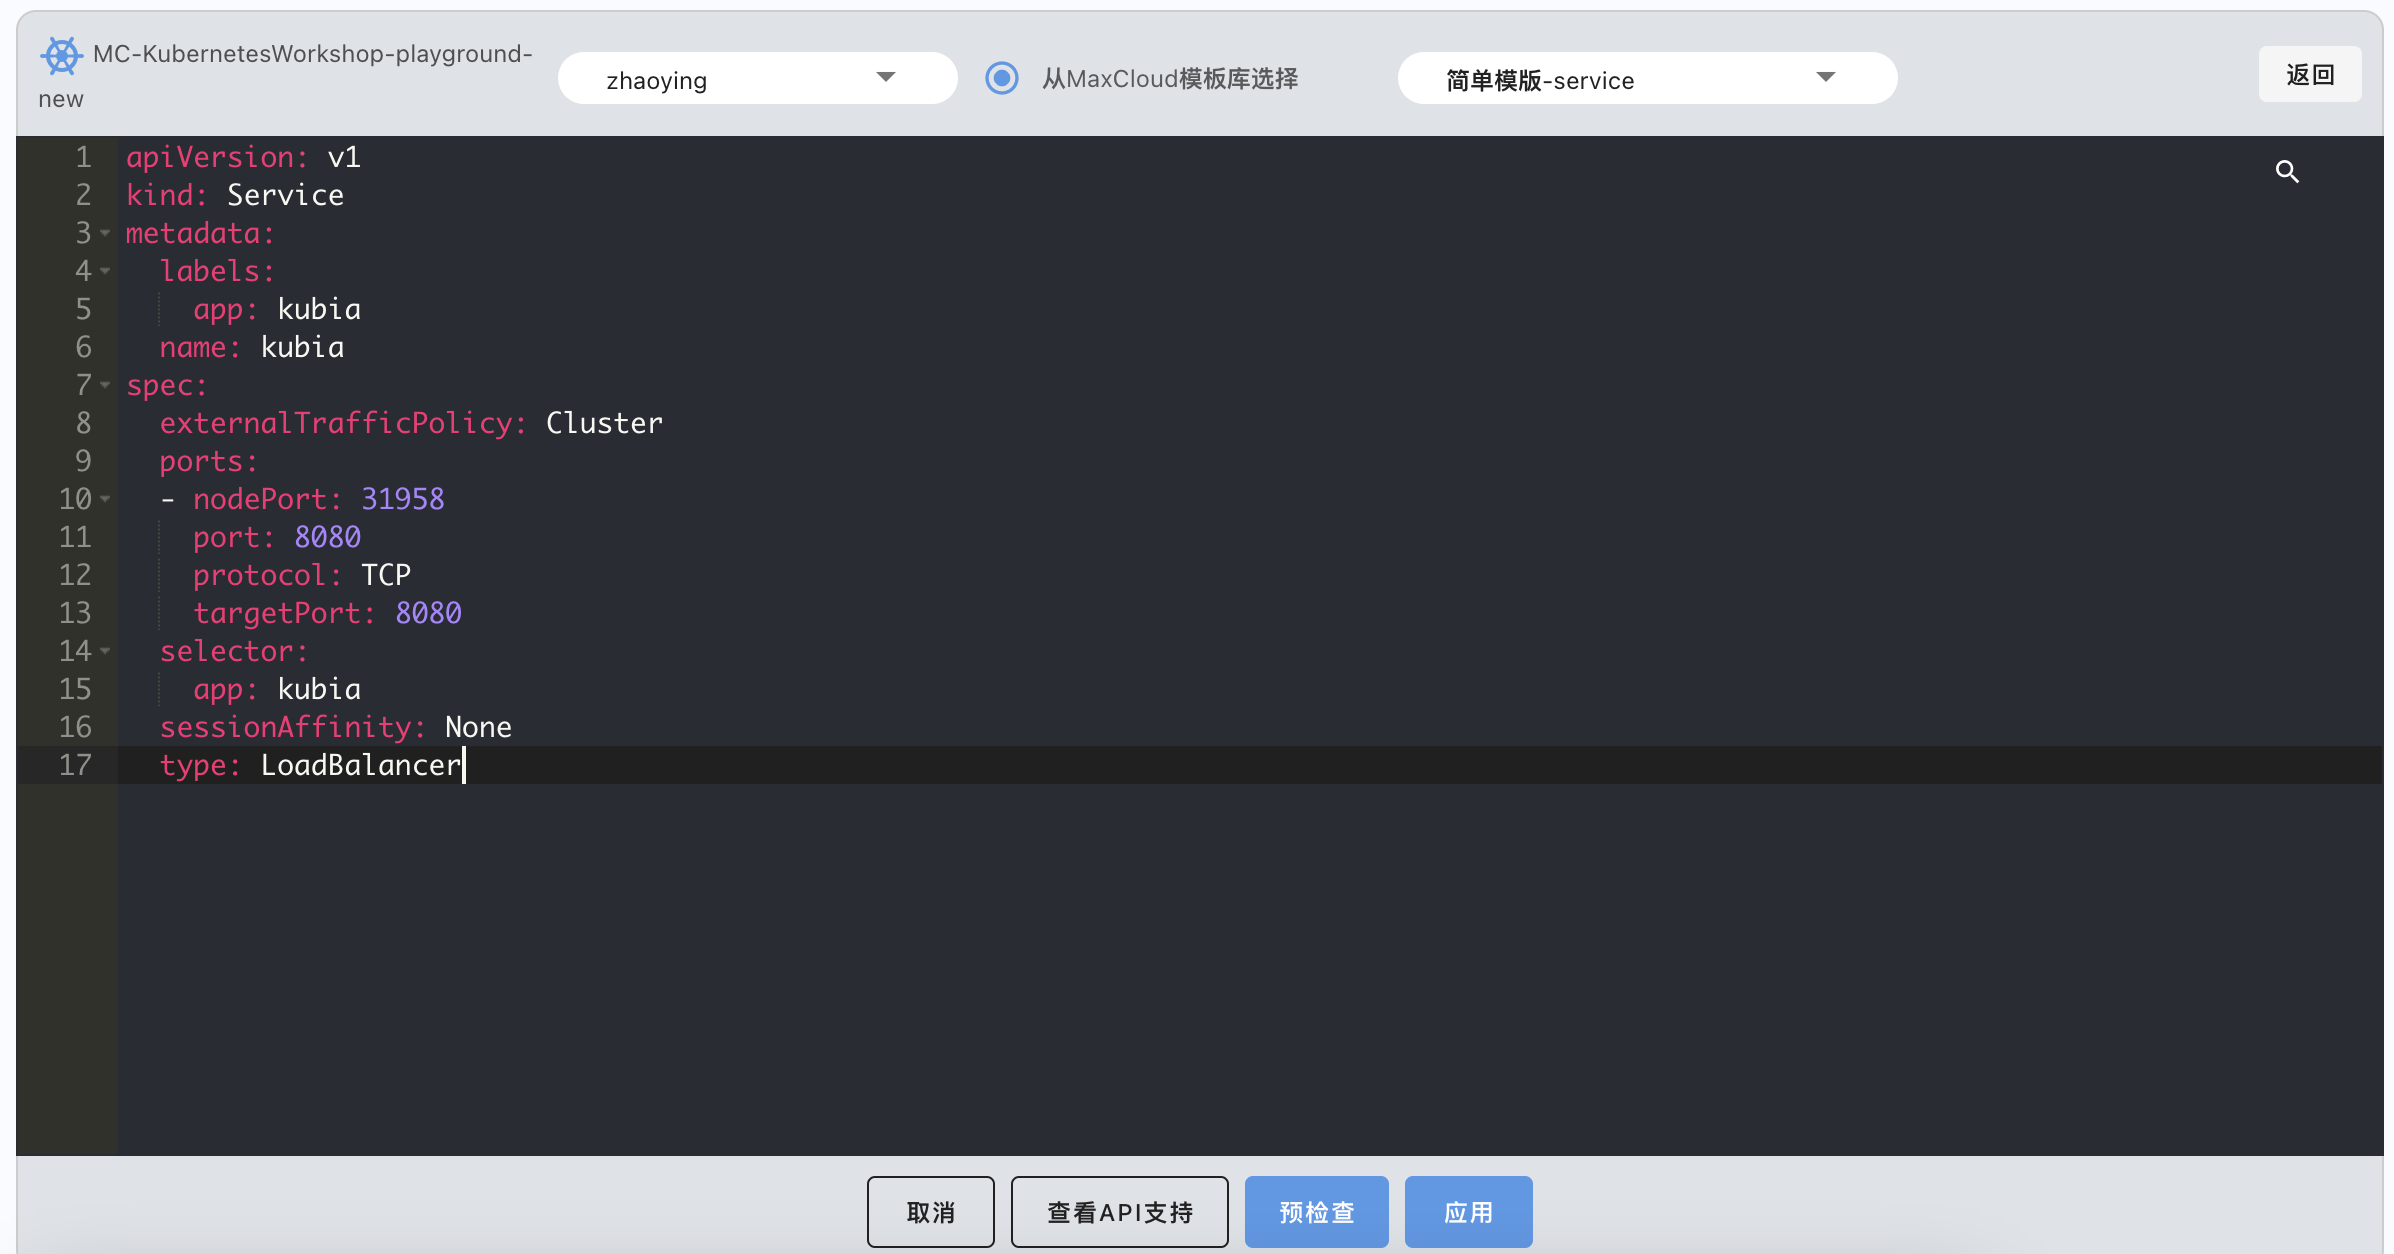 MC-KubernetesWorkshop-playground-
new
zhaoying
从MaxCloud模板库选择
简单模版-service
返回
1 apiVersion: v1
2 kind: Service
3 metadata:
4   labels:
5     app: kubia
6   name: kubia
7 spec:
8   externalTrafficPolicy: Cluster
9   ports:
10   - nodePort: 31958
11     port: 8080
12     protocol: TCP
13     targetPort: 8080
14   selector:
15     app: kubia
16   sessionAffinity: None
17   type: LoadBalancer
取消
查看API支持
预检查
应用